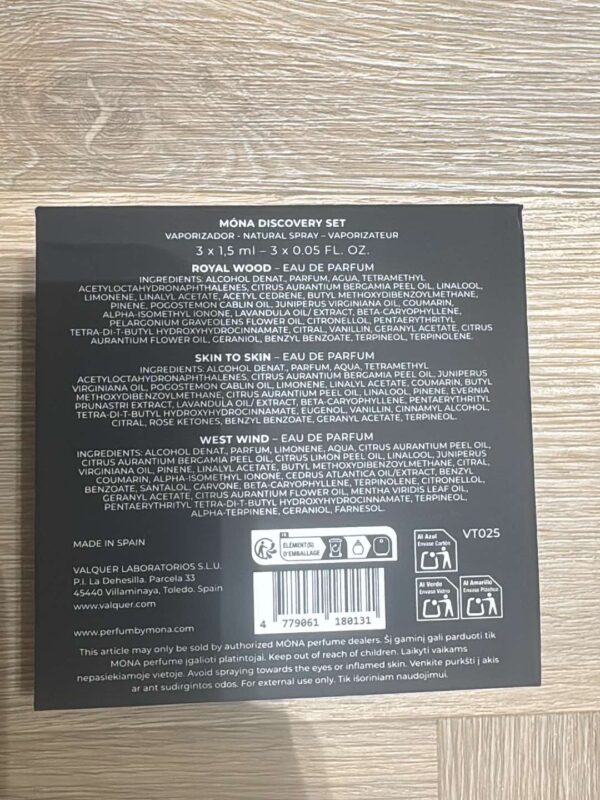 MÓNA DISCOVERY SET
VAPORIZADOR - NATURAL SPRAY – VAPORIZATEUR
3 x 1,5 ml – 3 x 0.05 FL. OZ.
ROYAL WOOD – EAU DE PARFUM
INGREDIENTS: ALCOHOL DENAT., PARFUM, AQUA, TETRAMETHYL
ACETYLOCTAHYDRONAPHTHALENES, CITRUS AURANTIUM BERGAMIA PEEL OIL, LINALOOL,
LIMONENE, LINALYL ACETATE, ACETYL CEDRENE, BUTYL METHOXYDIBENZOYLMETHANE,
PINENE, POGOSTEMON CABLIN OIL, JUNIPERUS VIRGINIANA OIL, COUMARIN,
ALPHA-ISOMETHYL IONONE, LAVANDULA OIL/ EXTRACT, BETA-CARYOPHYLLENE,
PELARGONIUM GRAVEOLENS FLOWER OIL, CITRONELLOL, PENTAERYTHRITYL
TETRA-DI-T-BUTYL HYDROXYHYDROCINNAMATE, CITRAL, VANILLIN, GERANYL ACETATE, CITRUS
AURANTIUM FLOWER OIL, GERANIOL, BENZYL BENZOATE, TERPINEOL, TERPINOLENE.
SKIN TO SKIN – EAU DE PARFUM
INGREDIENTS: ALCOHOL DENAT., PARFUM, AQUA, TETRAMETHYL
ACETYLOCTAHYDRONAPHTHALENES, CITRUS AURANTIUM BERGAMIA PEEL OIL, JUNIPERUS
VIRGINIANA OIL, POGOSTEMON CABLIN OIL, LIMONENE, LINALYL ACETATE, COUMARIN, BUTYL
METHOXYDIBENZOYLMETHANE, CITRUS AURANTIUM PEEL OIL, LINALOOL, PINENE, EVERNIA
PRUNASTRI EXTRACT, LAVANDULA OIL/ EXTRACT, BETA-CARYOPHYLLENE, PENTAERYTHRITYL
TETRA-DI-T-BUTYL HYDROXYHYDROCINNAMATE, EUGENOL, VANILLIN, CINNAMYL ALCOHOL,
CITRAL, ROSE KETONES, BENZYL BENZOATE, GERANYL ACETATE, TERPINEOL.
WEST WIND – EAU DE PARFUM
INGREDIENTS: ALCOHOL DENAT., PARFUM, LIMONENE, AQUA, CITRUS AURANTIUM PEEL OIL,
CITRUS AURANTIUM BERGAMIA PEEL OIL, CITRUS LIMON PEEL OIL, LINALOOL, JUNIPERUS
VIRGINIANA OIL, PINENE, LINALYL ACETATE, BUTYL METHOXYDIBENZOYLMETHANE, CITRAL,
COUMARIN, ALPHA-ISOMETHYL IONONE, CEDRUS ATLANTICA OIL/EXTRACT, BENZYL
BENZOATE, SANTALOL, CARVONE, BETA-CARYOPHYLLENE, TERPINOLENE, CITRONELLOL,
GERANYL ACETATE, CITRUS AURANTIUM FLOWER OIL, MENTHA VIRIDIS LEAF OIL,
PENTAERYTHRITYL TETRA-DI-T-BUTYL HYDROXYHYDROCINNAMATE, TERPINEOL,
ALPHA-TERPINENE, GERANIOL, FARNESOL.
MADE IN SPAIN
VALQUER LABORATORIOS S.L.U.
P.I. La Dehesilla. Parcela 33
45440 Villaminaya, Toledo. Spain
www.valquer.com
www.perfumbymona.com
FR
ÉLÉMENT(S)
D'EMBALLAGE
4 779061 180131
Al Azul
Envase Cartón
VT025
Al Verde
Envase Vidrio
Al Amarillo
Envase Plástico
This article may only be sold by authorized MÓNA perfume dealers. Šį gaminį gali parduoti tik
MÓNA perfume įgalioti platintojai. Keep out of reach of children. Laikyti vaikams
nepasiekiamoje vietoje. Avoid spraying towards the eyes or inflamed skin. Venkite purkšti į akis
ar ant sudirgintos odos. For external use only. Tik išoriniam naudojimui.